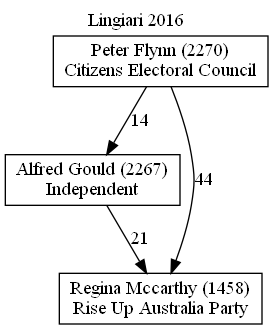 Lingiari 2016
Peter Flynn (2270)
Citizens Electoral Council
14
Alfred Gould (2267)
Independent
44
21
Regina Mccarthy (1458)
Rise Up Australia Party